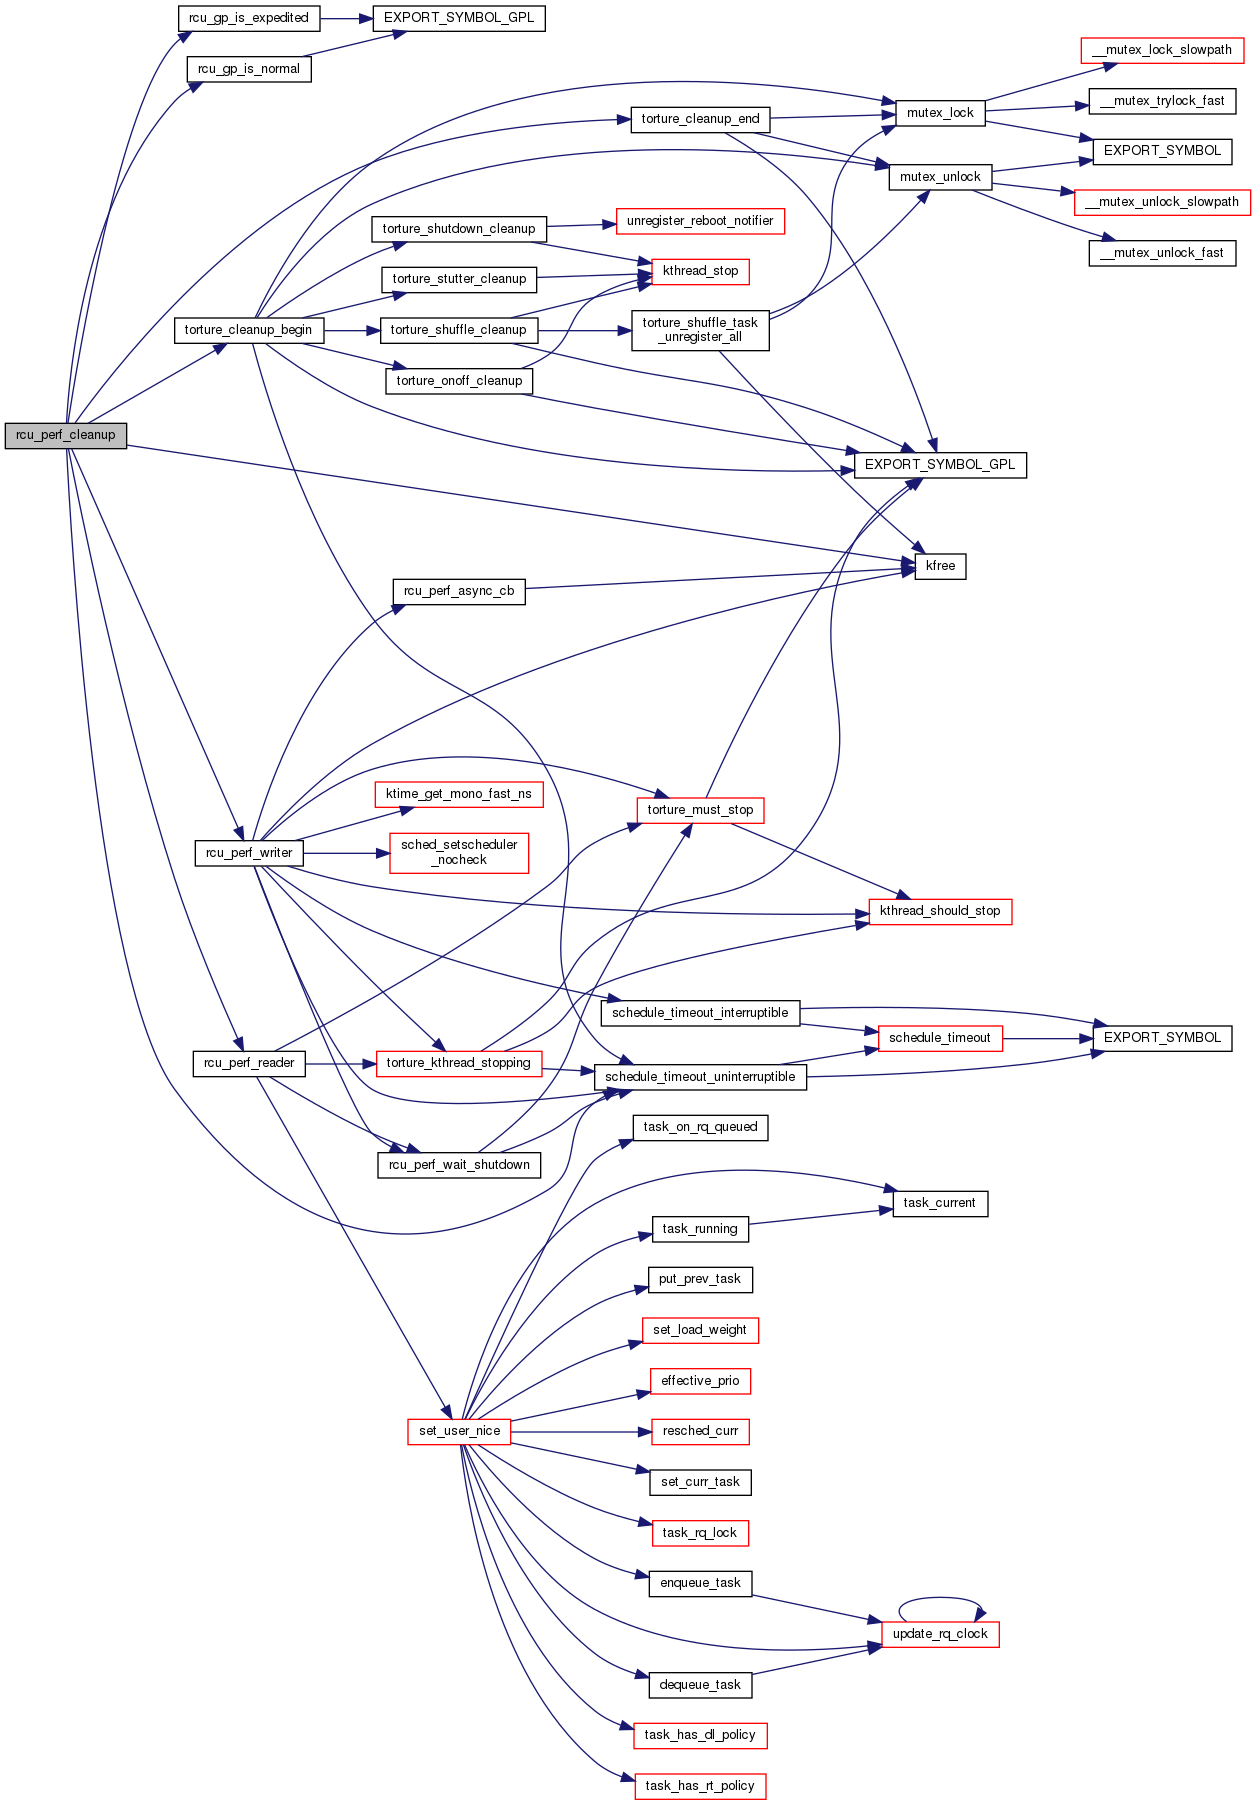 rcu_gp_is_expedited
EXPORT_SYMBOL_GPL
rcu_gp_is_normal
__mutex_lock_slowpath
__mutex_trylock_fast
mutex_lock
torture_cleanup_end
EXPORT_SYMBOL
mutex_unlock
__mutex_unlock_slowpath
unregister_reboot_notifier
torture_shutdown_cleanup
__mutex_unlock_fast
kthread_stop
torture_stutter_cleanup
torture_cleanup_begin
torture_shuffle_cleanup
torture_shuffle_task
_unregister_all
torture_onoff_cleanup
rcu_perf_cleanup
EXPORT_SYMBOL_GPL
kfree
rcu_perf_async_cb
ktime_get_mono_fast_ns
torture_must_stop
rcu_perf_writer
sched_setscheduler
_nocheck
kthread_should_stop
schedule_timeout_interruptible
schedule_timeout
EXPORT_SYMBOL
rcu_perf_reader
torture_kthread_stopping
schedule_timeout_uninterruptible
task_on_rq_queued
rcu_perf_wait_shutdown
task_current
task_running
put_prev_task
set_load_weight
effective_prio
set_user_nice
resched_curr
set_curr_task
task_rq_lock
enqueue_task
update_rq_clock
dequeue_task
task_has_dl_policy
task_has_rt_policy